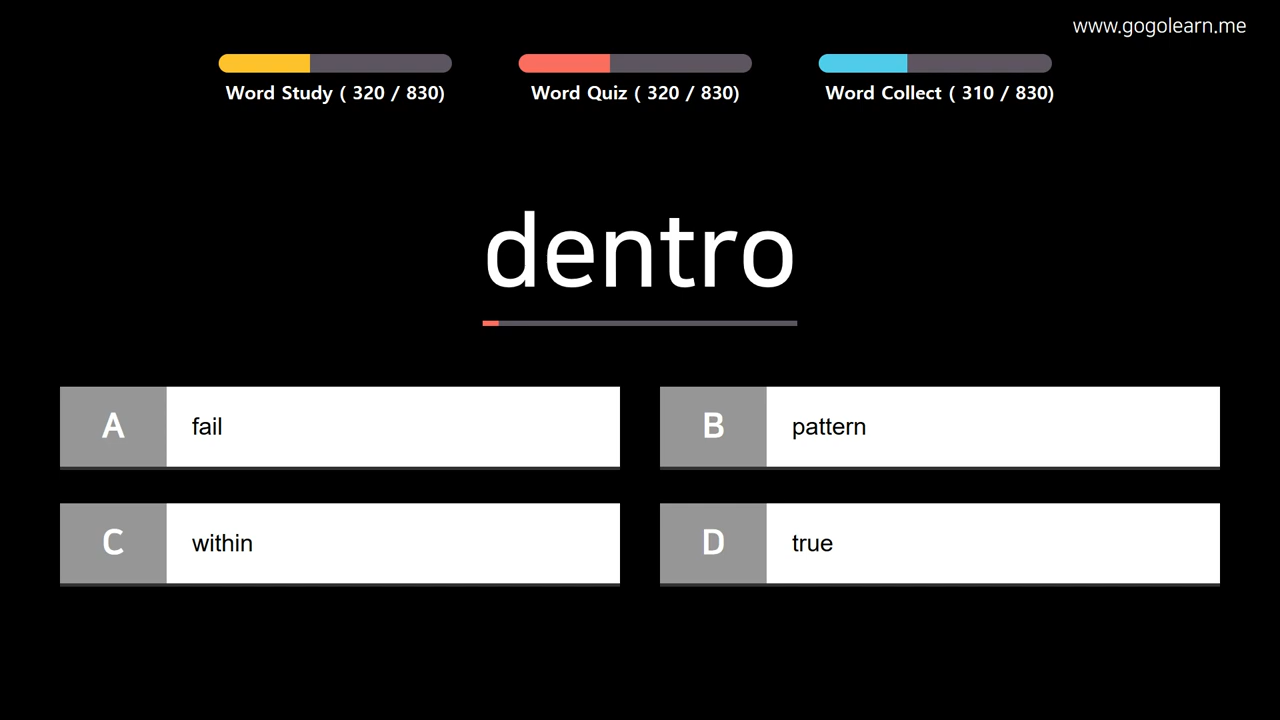 www.gogolearn.me
Word Study ( 320 / 830)
Word Quiz ( 320 / 830)
Word Collect ( 310 / 830)
dentro
A fail
B pattern
C within
D true